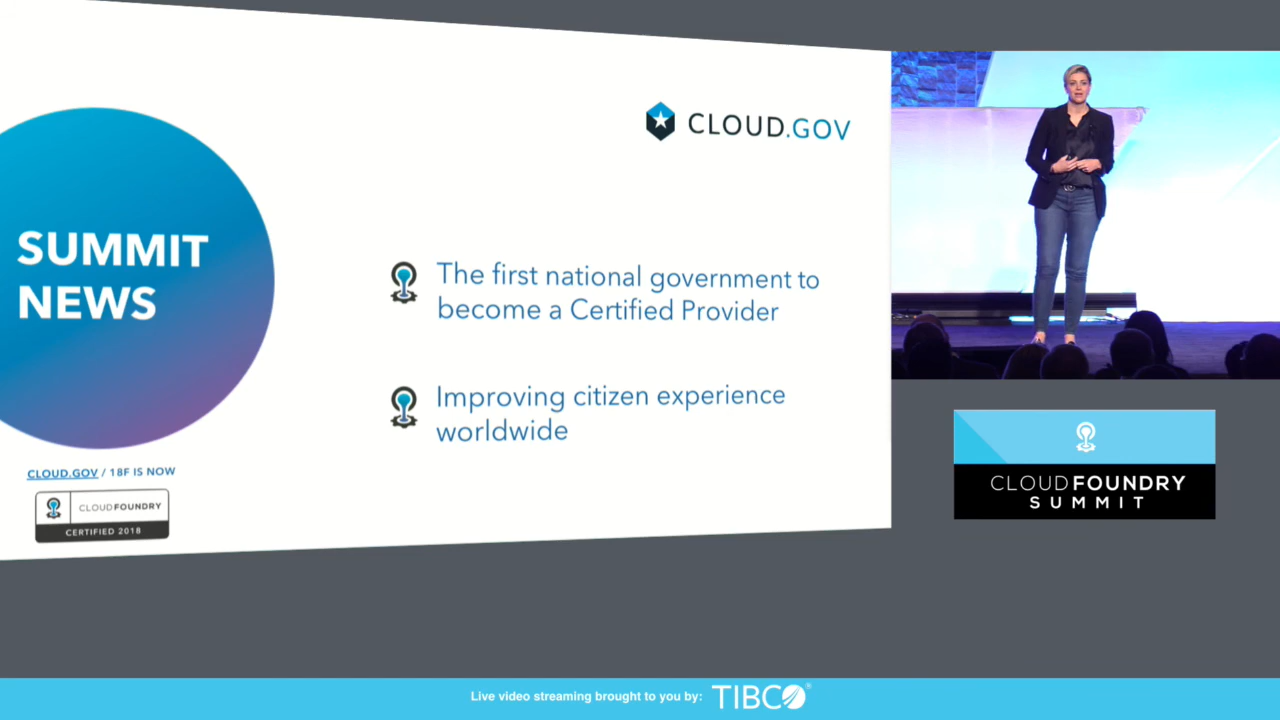 CLOUD.GOV
SUMMIT
NEWS
The first national government to
become a Certified Provider
Improving citizen experience
worldwide
CLOUD.GOV / 18F IS NOW
CLOUDFOUNDRY
CERTIFIED 2018
CLOUDFOUNDRY
SUMMIT
Live video streaming brought to you by: TIBCO®